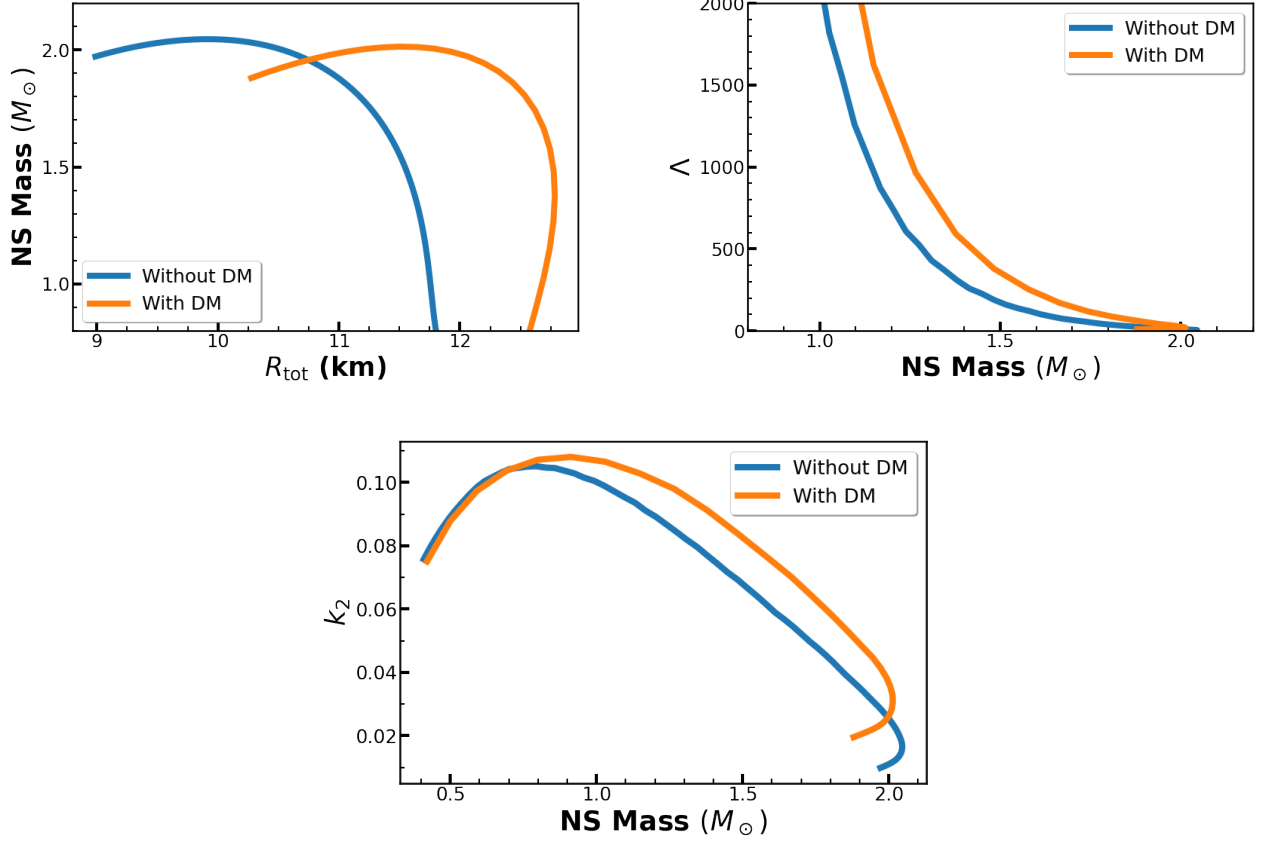 NS Mass (M⊙)
2.0
1.5
1.0
Without DM
With DM
9
10
11
12
R_tot (km)
Λ
2000
1500
1000
500
0
Without DM
With DM
1.0
1.5
2.0
NS Mass (M⊙)
k₂
0.10
0.08
0.06
0.04
0.02
Without DM
With DM
0.5
1.0
1.5
2.0
NS Mass (M⊙)